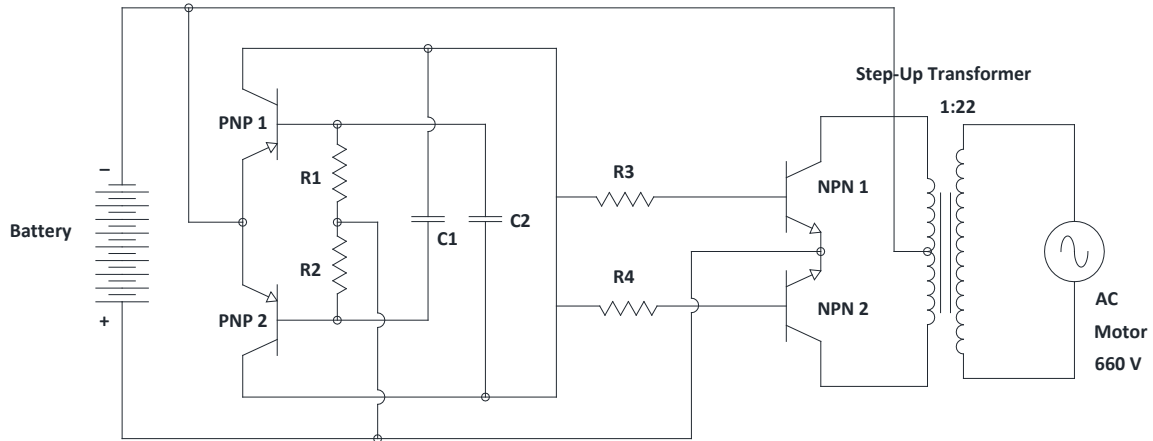 Step-Up Transformer
1:22
PNP 1
R1
R3
NPN 1
–
Battery
C1
C2
R2
R4
+
PNP 2
NPN 2
AC
Motor
660 V